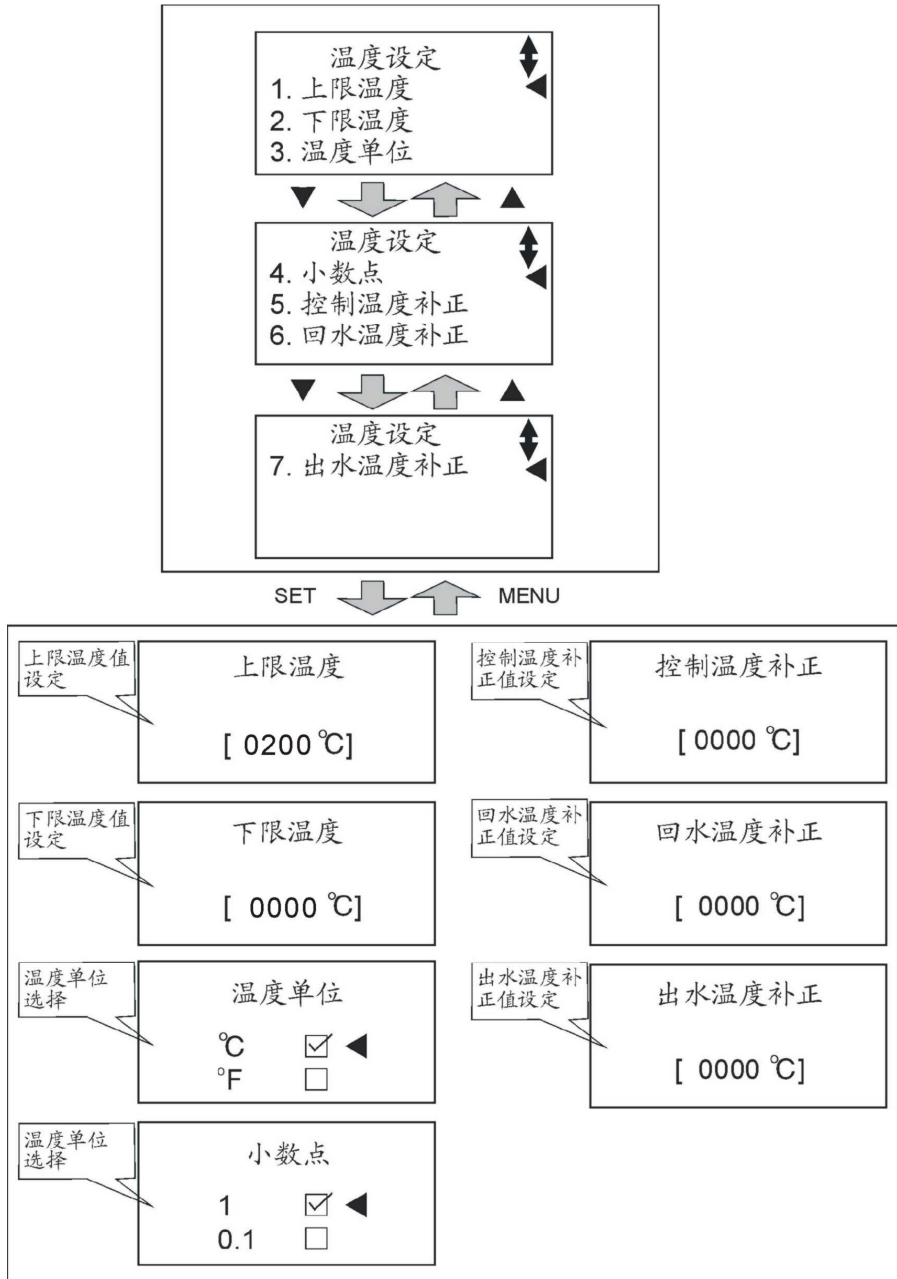 温度设定
1. 上限温度
2. 下限温度
3. 温度单位
温度设定
4. 小数点
5. 控制温度补正
6. 回水温度补正
温度设定
7. 出水温度补正
SET
MENU
上限温度值
设定
上限温度
[ 0200 ℃]
下限温度值
设定
下限温度
[ 0000 ℃]
温度单位
选择
温度单位
℃
°F
温度单位
选择
小数点
1
0.1
控制温度补
正值设定
控制温度补正
[ 0000 ℃]
回水温度补
正值设定
回水温度补正
[ 0000 ℃]
出水温度补
正值设定
出水温度补正
[ 0000 ℃]